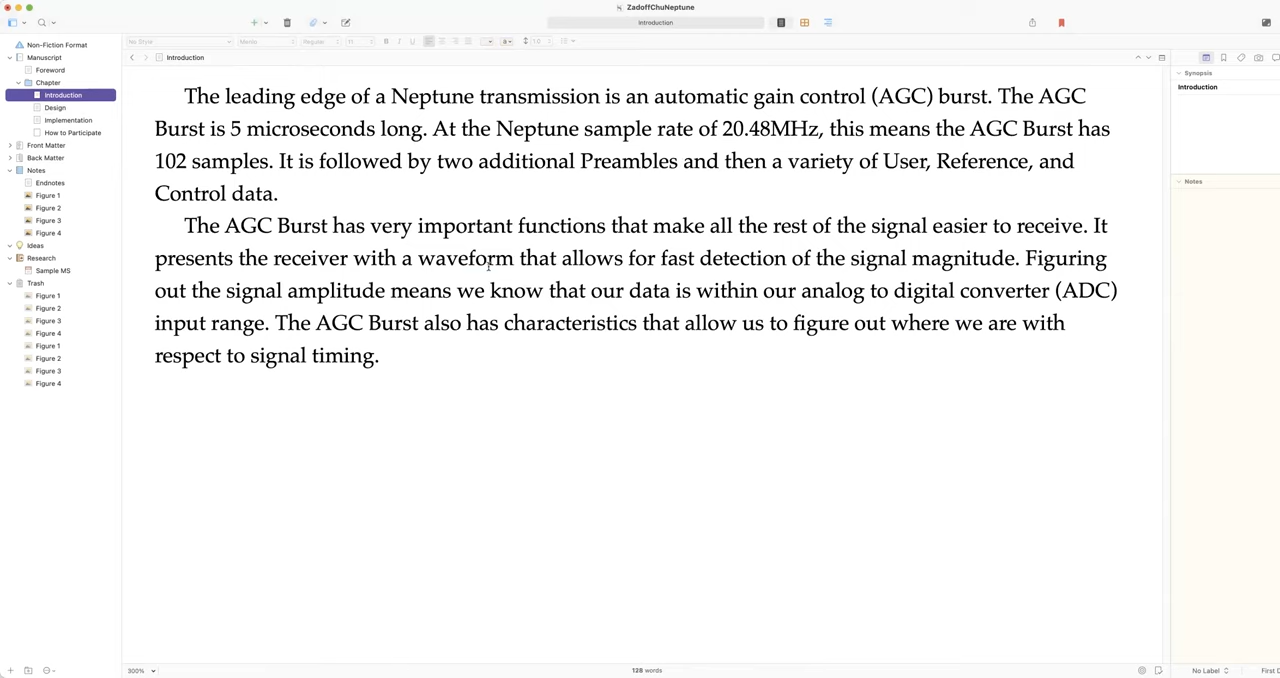 ZadoffChuNeptune
Introduction
No Style
Menlo
Regular
11
B
I
U
a
1.0
Non-Fiction Format
Manuscript
Foreword
Chapter
Introduction
Design
Implementation
How to Participate
Front Matter
Back Matter
Notes
Endnotes
Figure 1
Figure 2
Figure 3
Figure 4
Ideas
Research
Sample MS
Trash
Figure 1
Figure 2
Figure 3
Figure 4
Figure 1
Figure 2
Figure 3
Figure 4
Introduction
The leading edge of a Neptune transmission is an automatic gain control (AGC) burst. The AGC
Burst is 5 microseconds long. At the Neptune sample rate of 20.48MHz, this means the AGC Burst has
102 samples. It is followed by two additional Preambles and then a variety of User, Reference, and
Control data.
The AGC Burst has very important functions that make all the rest of the signal easier to receive. It
presents the receiver with a waveform that allows for fast detection of the signal magnitude. Figuring
out the signal amplitude means we know that our data is within our analog to digital converter (ADC)
input range. The AGC Burst also has characteristics that allow us to figure out where we are with
respect to signal timing.
Synopsis
Introduction
Notes
300%
128 words
No Label
First D